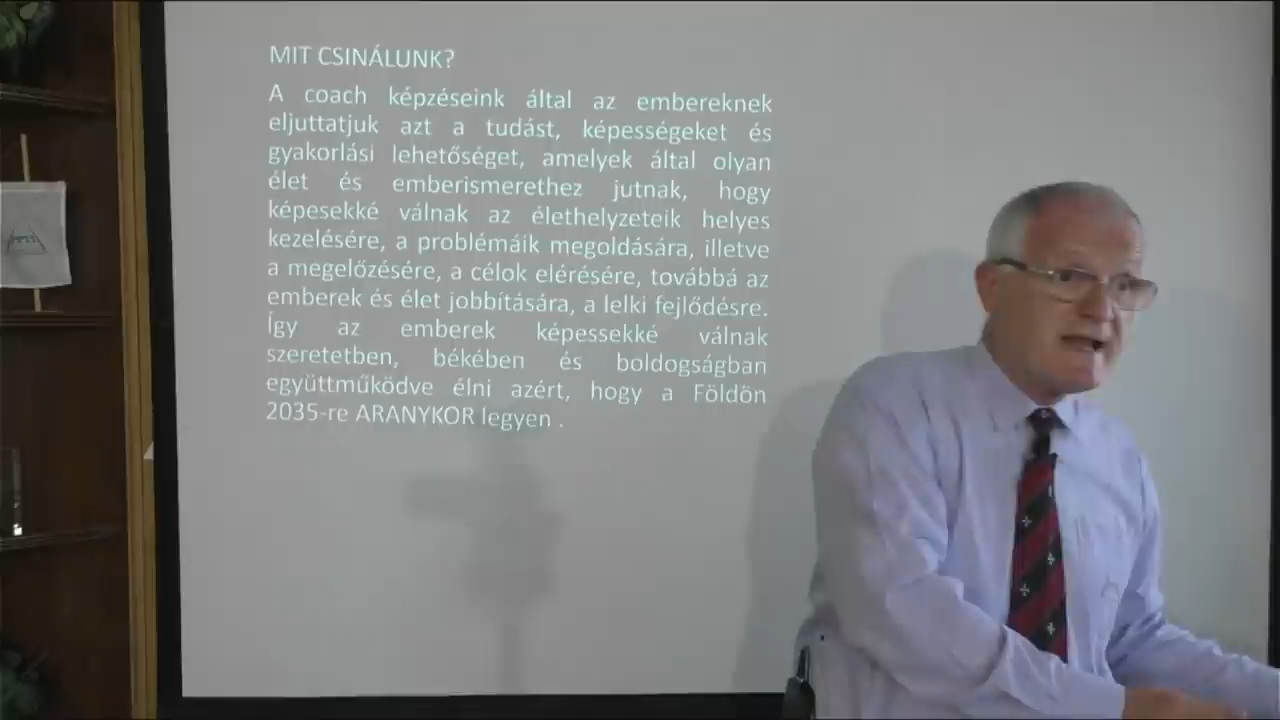 MIT CSINÁLUNK?
A coach képzéseink által az embereknek
eljuttatjuk azt a tudást, képességeket és
gyakorlási lehetőséget, amelyek által olyan
élet és emberismerethez jutnak, hogy
képesekké válnak az élethelyzeteik helyes
kezelésére, a problémáik megoldására, illetve
a megelőzésére, a célok elérésére, továbbá az
emberek és élet jobbítására, a lelki fejlődésre.
Így az emberek képessekké válnak
szeretetben, békében és boldogságban
együttműködve élni azért, hogy a Földön
2035-re ARANYKOR legyen .